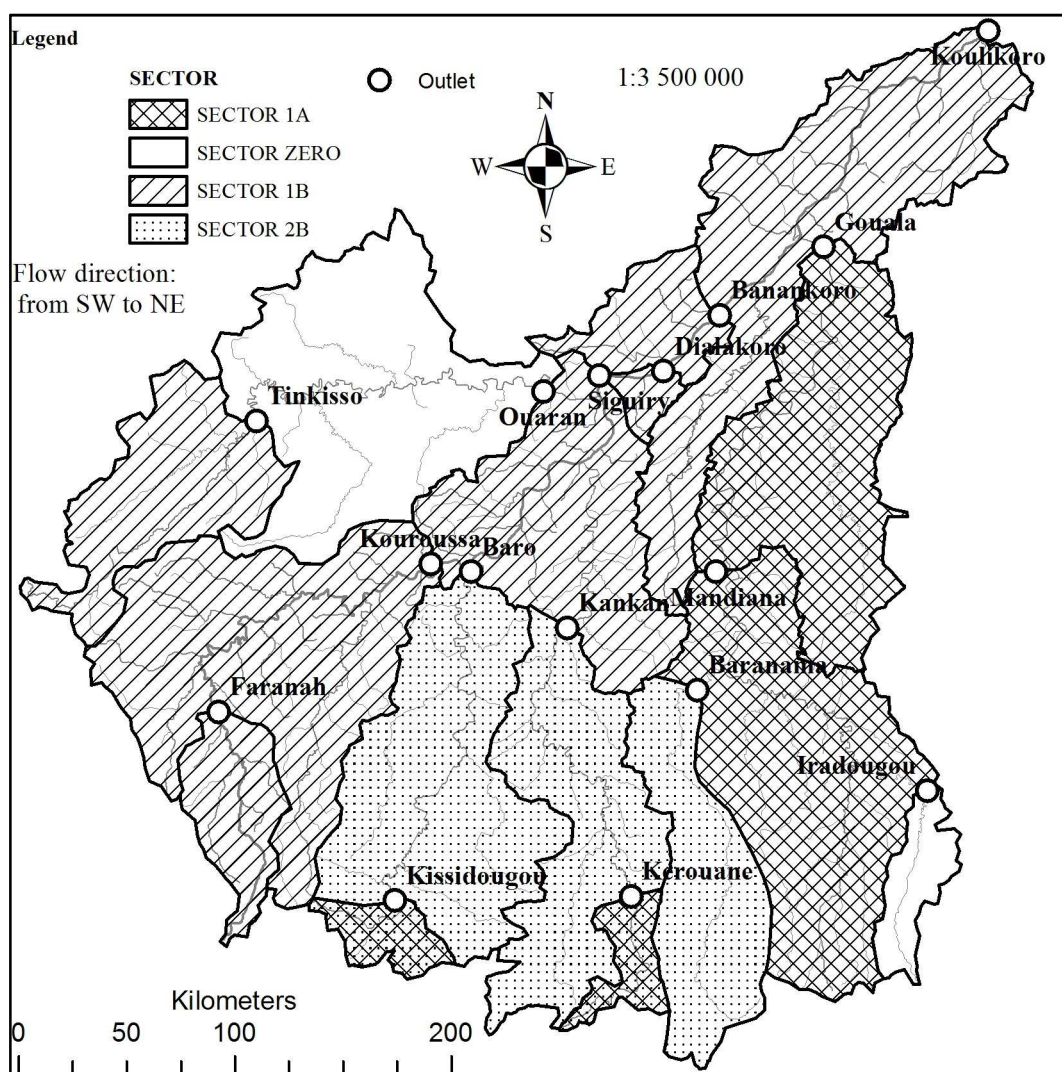 Legend
SECTOR
SECTOR 1A
SECTOR ZERO
SECTOR 1B
SECTOR 2B
Outlet
1:3 500 000
N
W
E
S
Flow direction:
from SW to NE
Koulikoro
Gouala
Banankoro
Dialakoro
Siguiry
Ouaran
Tinkisso
Kouroussa
Baro
Kankan
Mandiana
Baranama
Faranah
Iradougou
Kissidougou
Kerouane
Kilometers
0 50 100 200